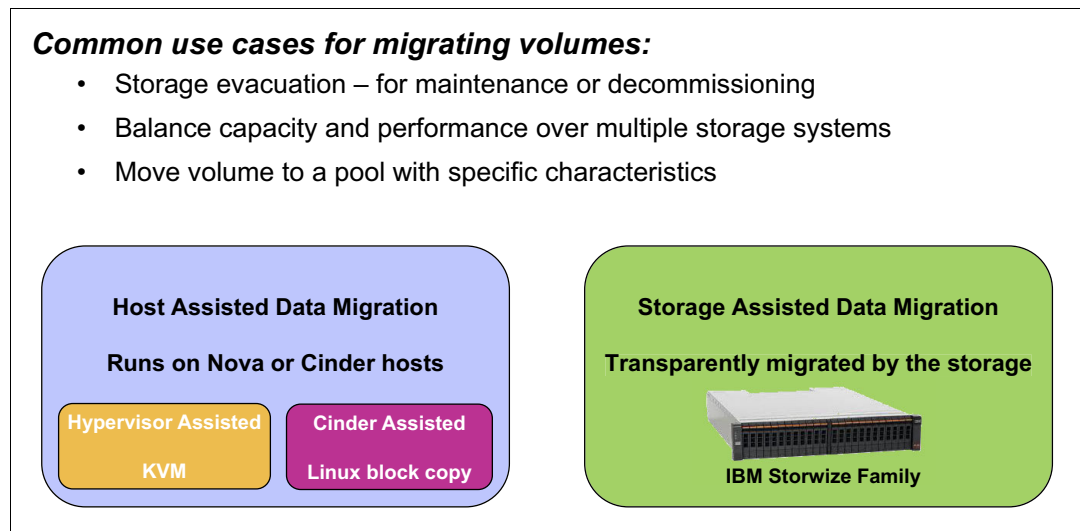 Common use cases for migrating volumes:
• Storage evacuation – for maintenance or decommissioning
• Balance capacity and performance over multiple storage systems
• Move volume to a pool with specific characteristics
Host Assisted Data Migration
Runs on Nova or Cinder hosts
Hypervisor Assisted
KVM
Cinder Assisted
Linux block copy
Storage Assisted Data Migration
Transparently migrated by the storage
IBM Storwize Family